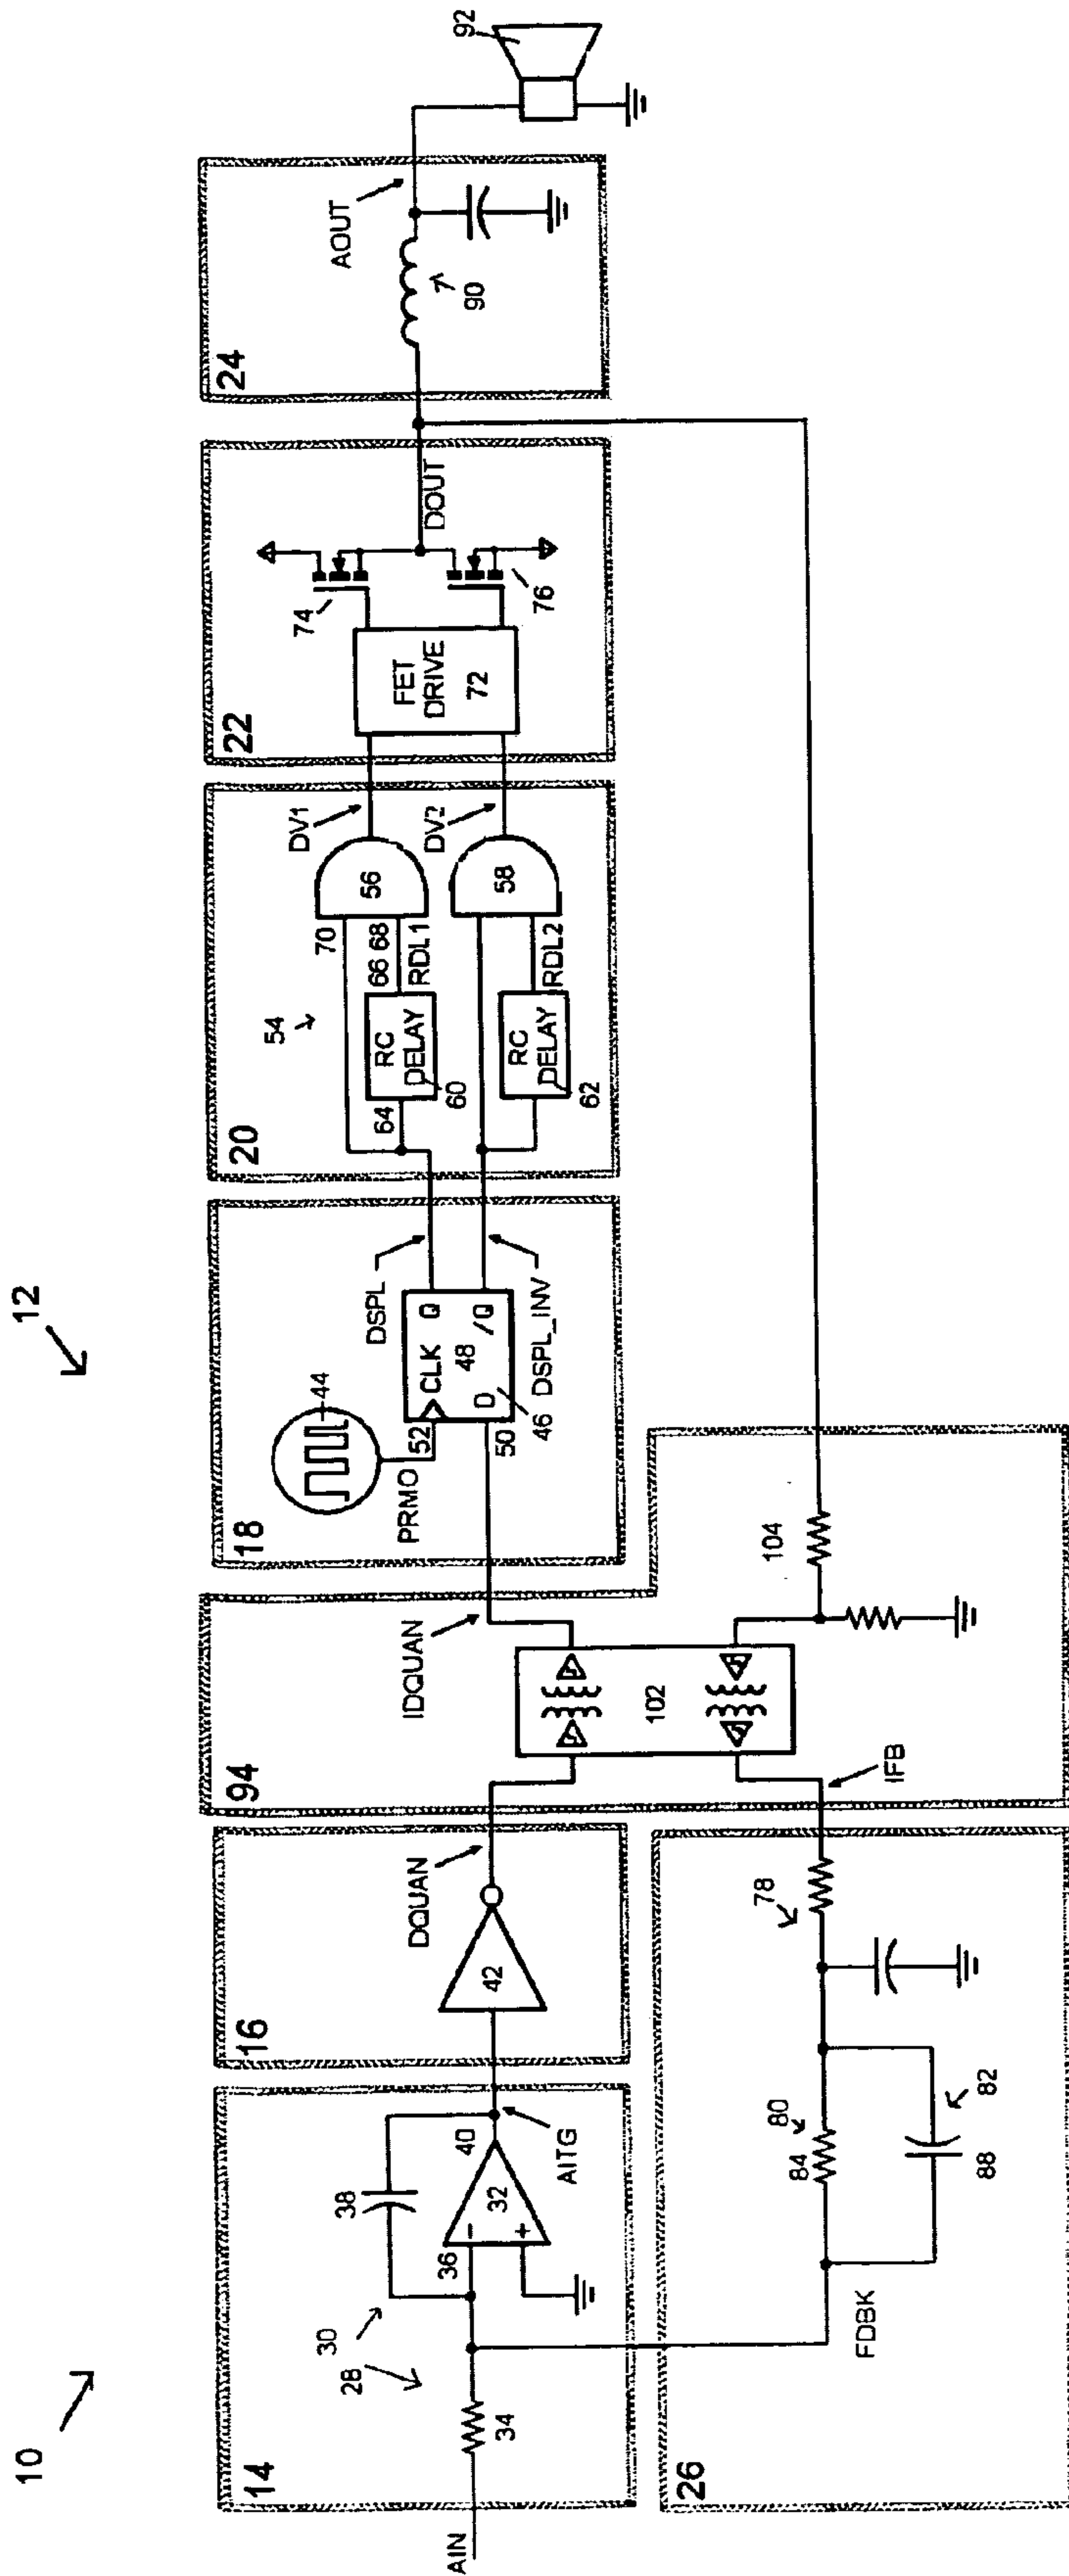 10
12
14
AIN
34
28
30
36
38
-
+
32
40
AITG
16
42
DQUAN
94
IDQUAN
102
104
IFB
18
44
PRMO
52
CLK
Q
48
D
/Q
50
46
DSPL
DSPL_INV
20
54
64
RC
DELAY
60
66
68
70
RDL1
56
DV1
RC
DELAY
62
RDL2
58
DV2
22
FET
DRIVE
72
74
76
DOUT
24
90
AOUT
92
26
FDBK
84
80
88
82
78